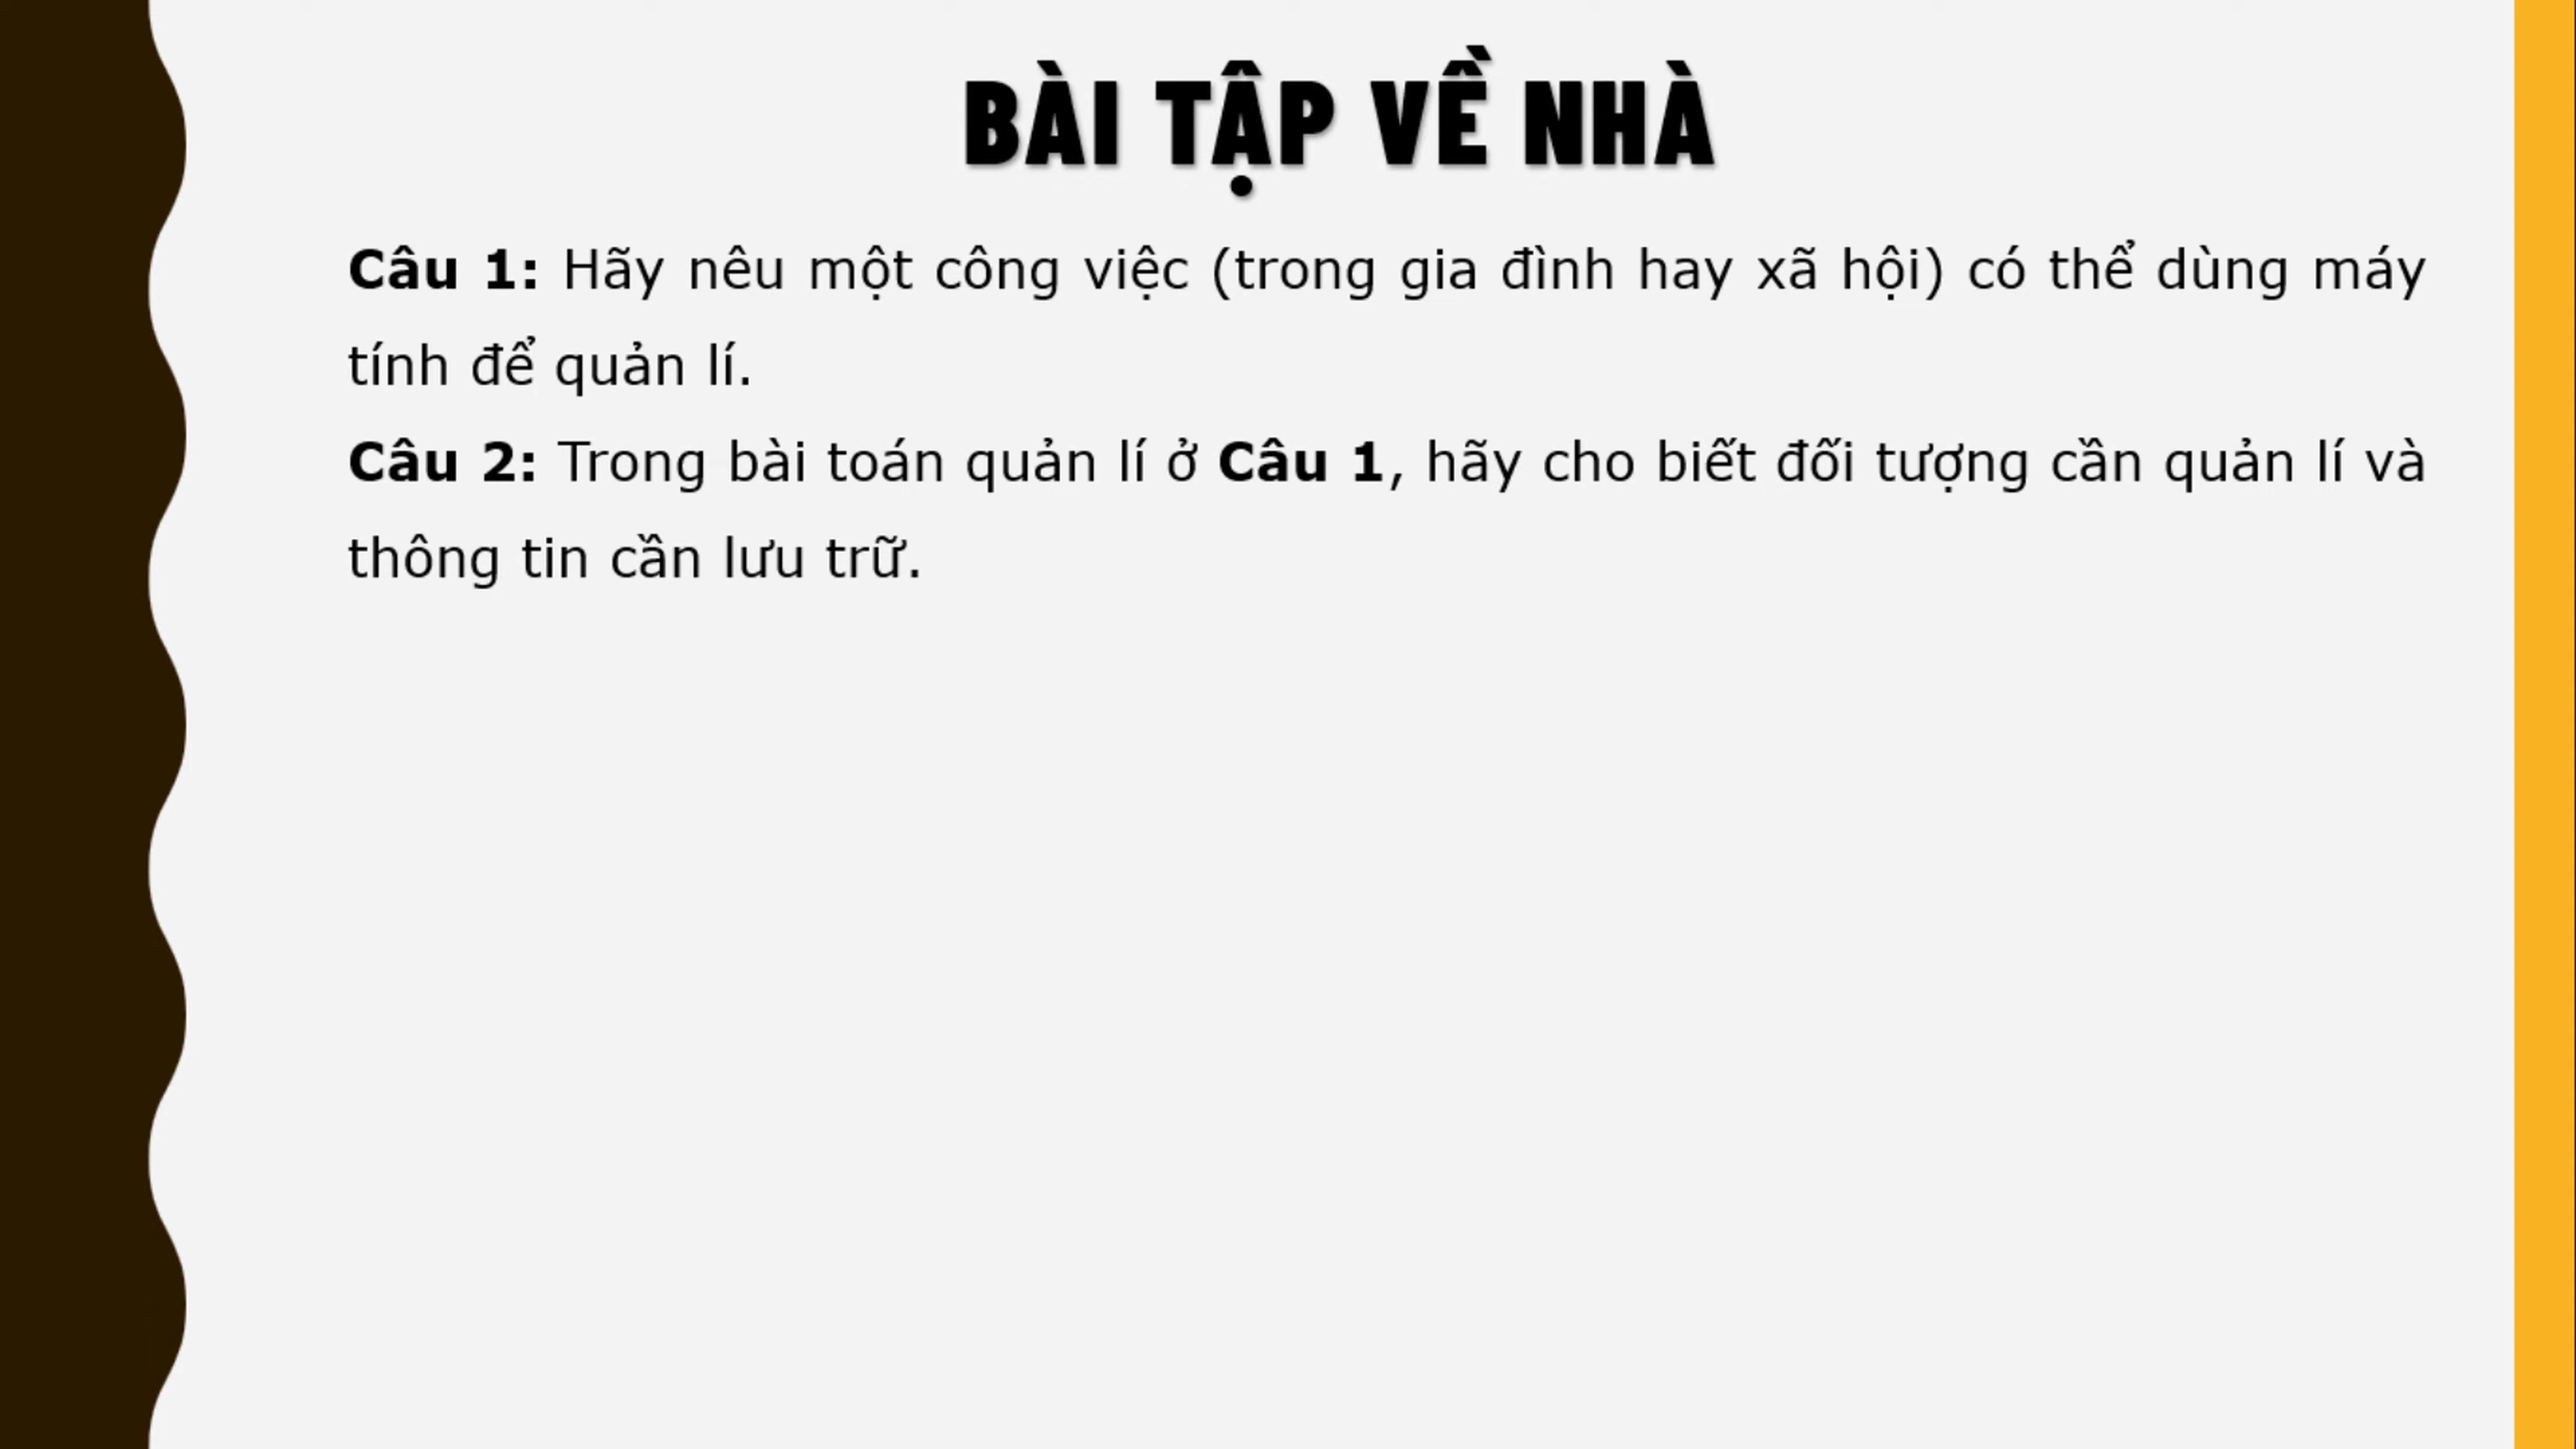 BÀI TẬP VỀ NHÀ
Câu 1: Hãy nêu một công việc (trong gia đình hay xã hội) có thể dùng máy
tính để quản lí.
Câu 2: Trong bài toán quản lí ở Câu 1, hãy cho biết đối tượng cần quản lí và
thông tin cần lưu trữ.